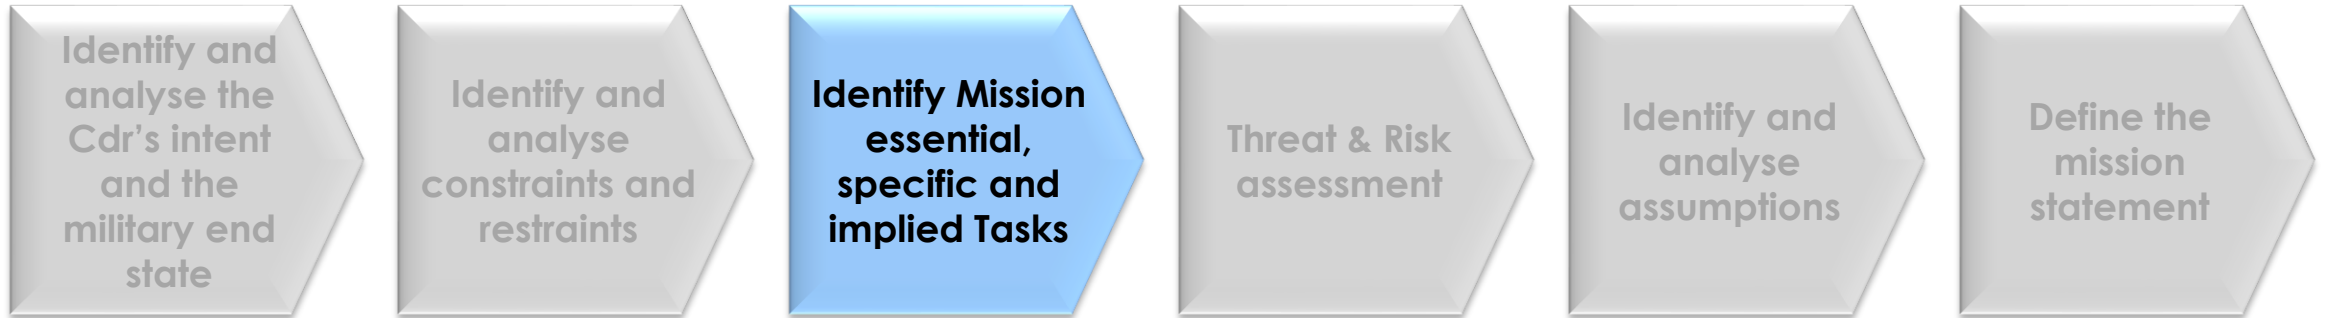 Identify and
analyse the
Cdr’s intent
and the
military end
state
Identify and
analyse
constraints and
restraints
Identify Mission
essential,
specific and
implied Tasks
Threat & Risk
assessment
Identify and
analyse
assumptions
Define the
mission
statement